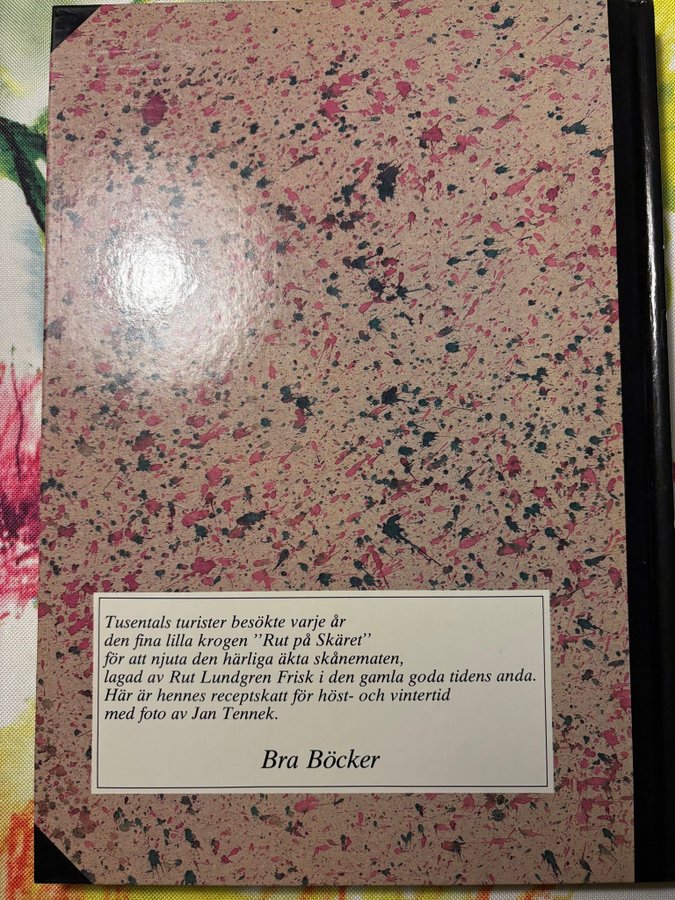 Tusentals turister besökte varje år
den fina lilla krogen ”Rut på Skäret”
för att njuta den härliga äkta skånematen,
lagad av Rut Lundgren Frisk i den gamla goda tidens anda.
Här är hennes receptskatt för höst- och vintertid
med foto av Jan Tennek.
Bra Böcker